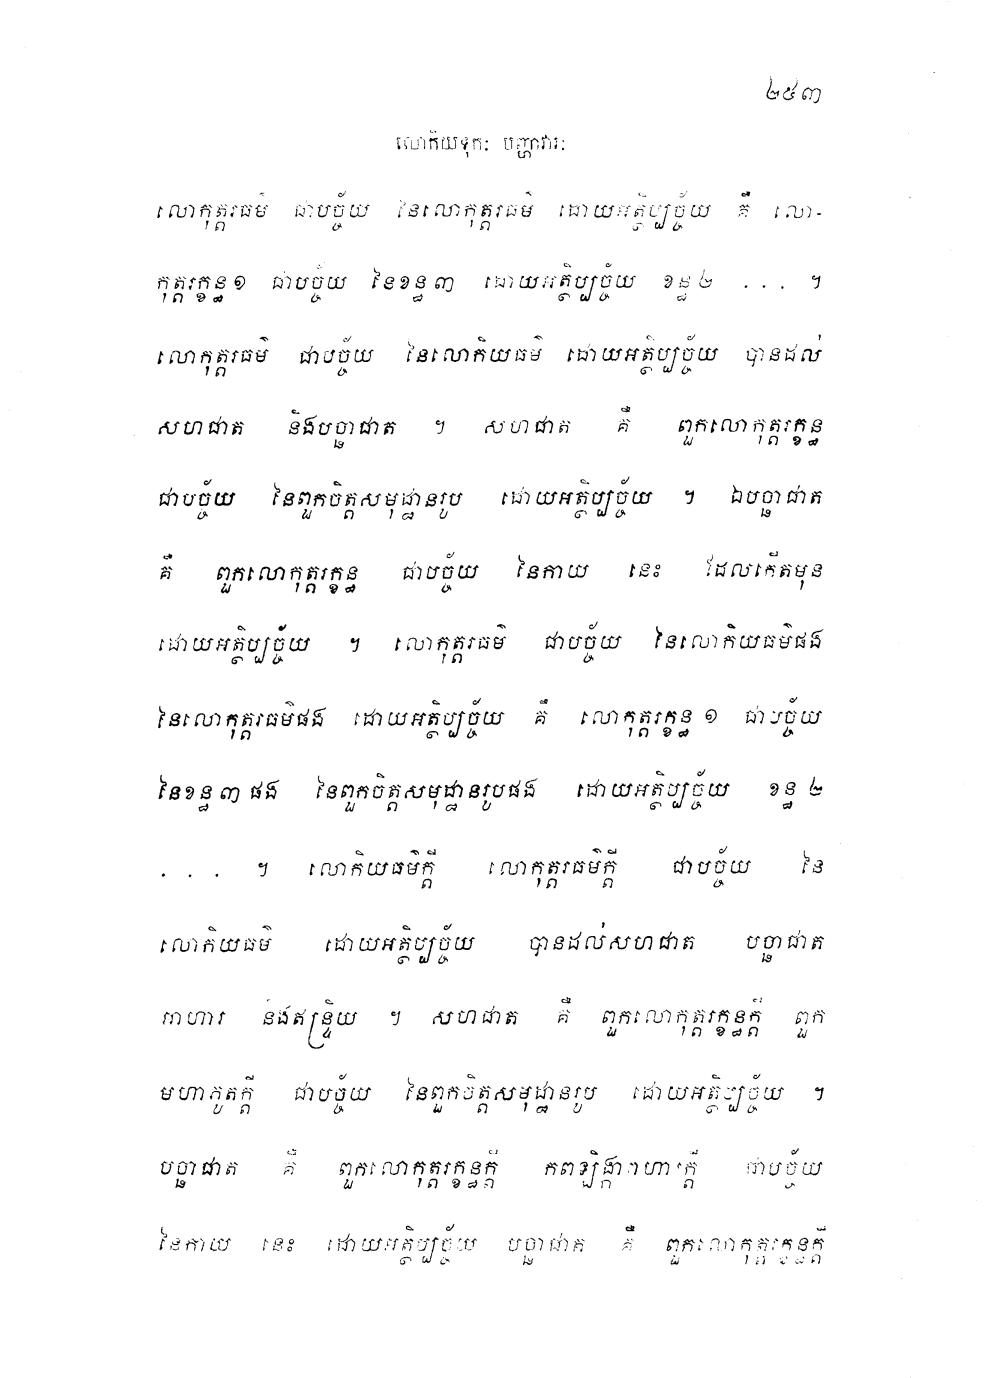 ២៥៣
លោកិយទុកៈ បញ្ហាវារៈ
លោកុត្តរធម៌ ជាបច្ច័យ នៃលោកុត្តរធម៌ ដោយអត្ថិប្បច្ច័យ គឺ លោ-
កុត្តរក្ខន្ធ ១ ជាបច្ច័យ នៃខន្ធ ៣ ដោយអត្ថិប្បច្ច័យ ខន្ធ ២ ... ។
លោកុត្តរធម៌ ជាបច្ច័យ នៃលោកិយធម៌ ដោយអត្ថិប្បច្ច័យ បានដល់
សហជាត និងបច្ឆាជាត ។ សហជាត គឺ ពួកលោកុត្តរក្ខន្ធ
ជាបច្ច័យ នៃពួកចិត្តសមុដ្ឋានរូប ដោយអត្ថិប្បច្ច័យ ។ ឯបច្ឆាជាត
គឺ ពួកលោកុត្តរក្ខន្ធ ជាបច្ច័យ នៃកាយ នេះ ដែលកើតមុន
ដោយអត្ថិប្បច្ច័យ ។ លោកុត្តរធម៌ ជាបច្ច័យ នៃលោកិយធម៌ផង
នៃលោកុត្តរធម៌ផង ដោយអត្ថិប្បច្ច័យ គឺ លោកុត្តរក្ខន្ធ ១ ជាបច្ច័យ
នៃខន្ធ ៣ ផង នៃពួកចិត្តសមុដ្ឋានរូបផង ដោយអត្ថិប្បច្ច័យ ខន្ធ ២
... ។ លោកិយធម៌ក្តី លោកុត្តរធម៌ក្តី ជាបច្ច័យ នៃ
លោកិយធម៌ ដោយអត្ថិប្បច្ច័យ បានដល់សហជាត បច្ឆាជាត
អាហារ និងឥន្ទ្រិយ ។ សហជាត គឺ ពួកលោកុត្តរក្ខន្ធក្តី ពួក
មហាភូតក្តី ជាបច្ច័យ នៃពួកចិត្តសមុដ្ឋានរូប ដោយអត្ថិប្បច្ច័យ ។
បច្ឆាជាត គឺ ពួកលោកុត្តរក្ខន្ធក្តី កពឡិង្ការាហារក្តី ជាបច្ច័យ
នៃកាយ នេះ ដោយអត្ថិប្បច្ច័យ បច្ឆាជាត គឺ ពួកលោកុត្តរក្ខន្ធក្តី